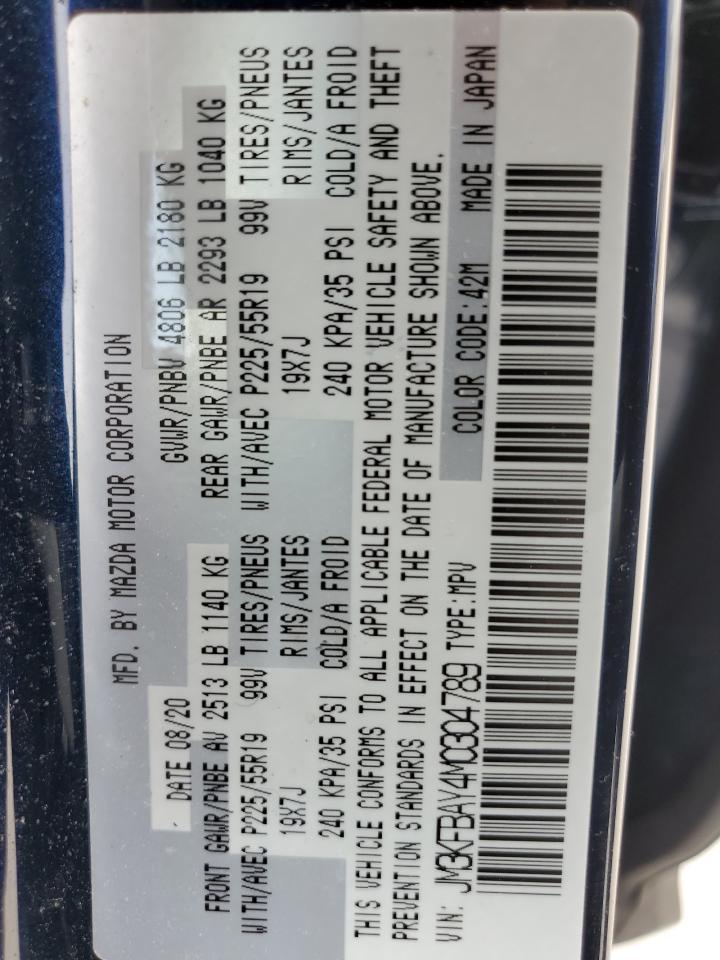 MFD. BY MAZDA MOTOR CORPORATION
DATE 08/20 GVWR/PNBV 4806 LB 2180 KG
FRONT GAWR/PNBE AV 2513 LB 1140 KG REAR GAWR/PNBE AR 2293 LB 1040 KG
WITH/AVEC P225/55R19 99V TIRES/PNEUS WITH/AVEC P225/55R19 99V TIRES/PNEUS
19X7J RIMS/JANTES 19X7J RIMS/JANTES
240 KPA/35 PSI COLD/A FROID 240 KPA/35 PSI COLD/A FROID
THIS VEHICLE CONFORMS TO ALL APPLICABLE FEDERAL MOTOR VEHICLE SAFETY AND THEFT
PREVENTION STANDARDS IN EFFECT ON THE DATE OF MANUFACTURE SHOWN ABOVE.
VIN: JM3KFBAY4M0304789 TYPE:MPV COLOR CODE:42M MADE IN JAPAN